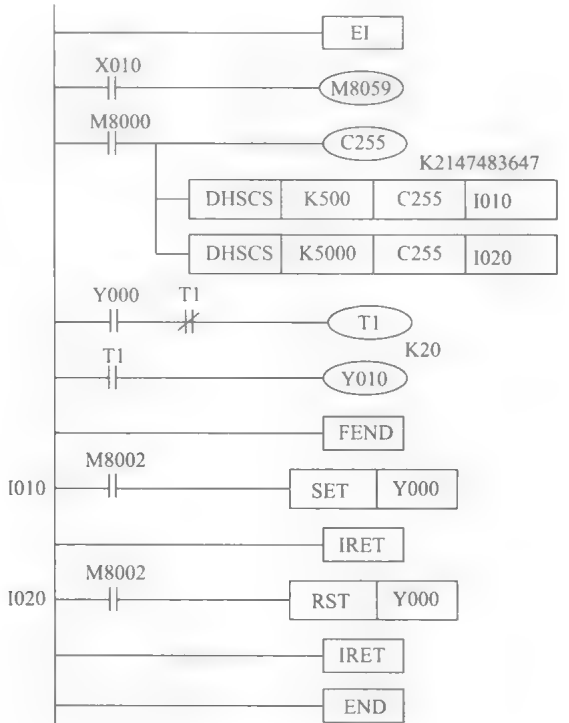 EI
X010
M8059
M8000
C255
K2147483647
DHSCS K500 C255 I010
DHSCS K5000 C255 I020
Y000 T1
T1
K20
T1
Y010
FEND
M8002
I010 SET Y000
IRET
M8002
I020 RST Y000
IRET
END